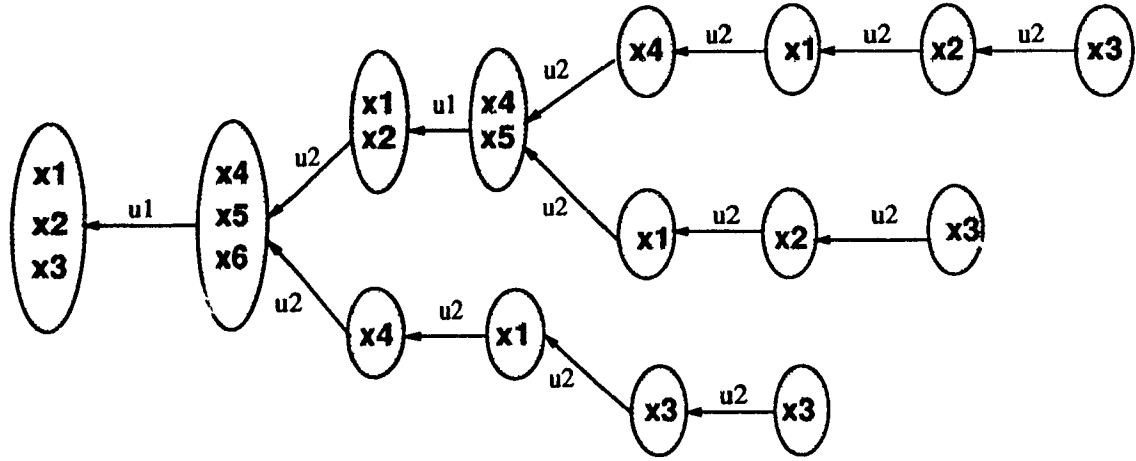 x4 u2 x1 u2 x2 u2 x3
u2
x1 u1 x4
x2 x5
u2
x1 x4
x2 u1 x5
x3 x6
u2
x1 u2 x2 u2 x3
u2
x4 u2 x1
u2
x3 u2 x3